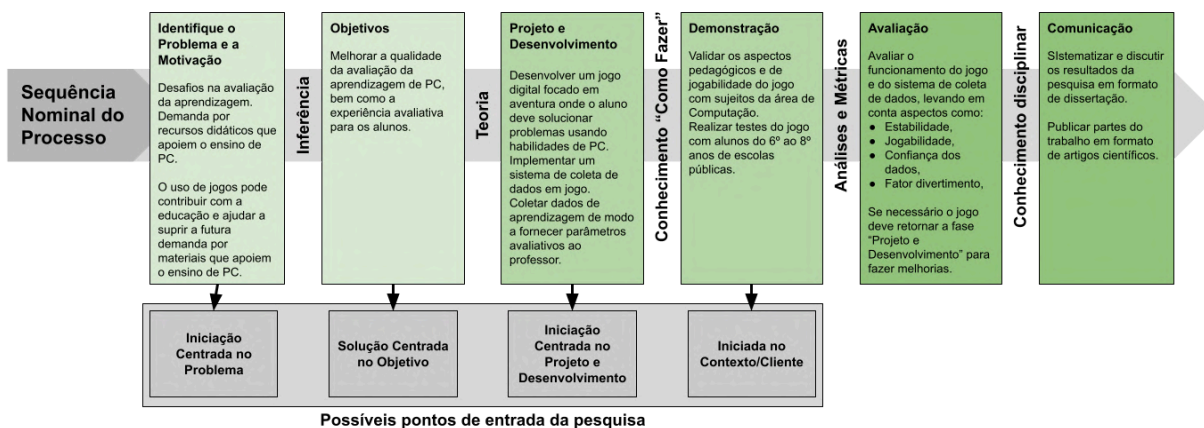 Sequência
Nominal do
Processo
Identifique o
Problema e a
Motivação
Desafios na avaliação
da aprendizagem.
Demanda por
recursos didáticos que
apoiem o ensino de
PC.
O uso de jogos pode
contribuir com a
educação e ajudar a
suprir a futura
demanda por
materiais que apoiem
o ensino de PC.
Inferência
Objetivos
Melhorar a qualidade
da avaliação da
aprendizagem de PC,
bem como a
experiência avaliativa
para os alunos.
Teoria
Projeto e
Desenvolvimento
Desenvolver um jogo
digital focado em
aventura onde o aluno
deve solucionar
problemas usando
habilidades de PC.
Implementar um
sistema de coleta de
dados em jogo.
Coletar dados de
aprendizagem de modo
a fornecer parâmetros
avaliativos ao
professor.
Conhecimento “Como Fazer”
Demonstração
Validar os aspectos
pedagógicos e de
jogabilidade do jogo
com sujeitos da área de
Computação.
Realizar testes do jogo
com alunos do 6º ao 8º
anos de escolas
públicas.
Análises e Métricas
Avaliação
Avaliar o
funcionamento do jogo
e do sistema de coleta
de dados, levando em
conta aspectos como:
● Estabilidade,
● Jogabilidade,
● Confiança dos
dados,
● Fator divertimento,
Se necessário o jogo
deve retornar a fase
“Projeto e
Desenvolvimento” para
fazer melhorias.
Conhecimento disciplinar
Comunicação
SIstematizar e discutir
os resultados da
pesquisa em formato
de dissertação.
Publicar partes do
trabalho em formato
de artigos científicos.
Iniciação
Centrada no
Problema
Solução Centrada
no Objetivo
Iniciação
Centrada no
Projeto e
Desenvolvimento
Iniciada no
Contexto/Cliente
Possíveis pontos de entrada da pesquisa